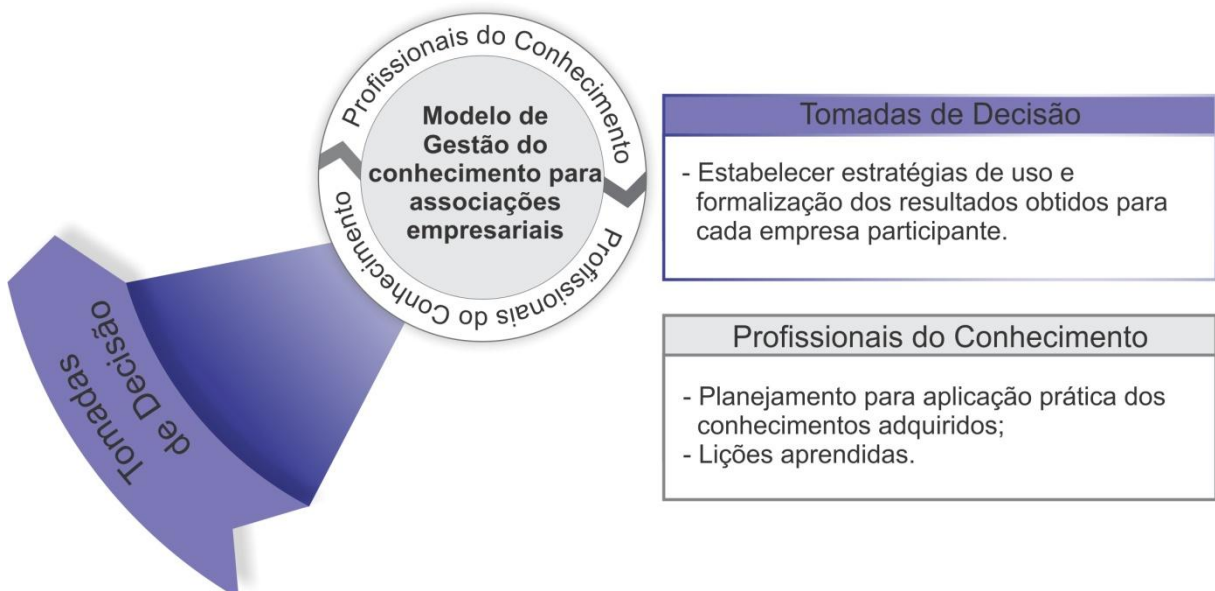 Profissionais do Conhecimento
Modelo de
Gestão do
conhecimento para
associações
empresariais
Profissionais do Conhecimento
Tomadas
de Decisão
Tomadas de Decisão
- Estabelecer estratégias de uso e
formalização dos resultados obtidos para
cada empresa participante.
Profissionais do Conhecimento
- Planejamento para aplicação prática dos
conhecimentos adquiridos;
- Lições aprendidas.